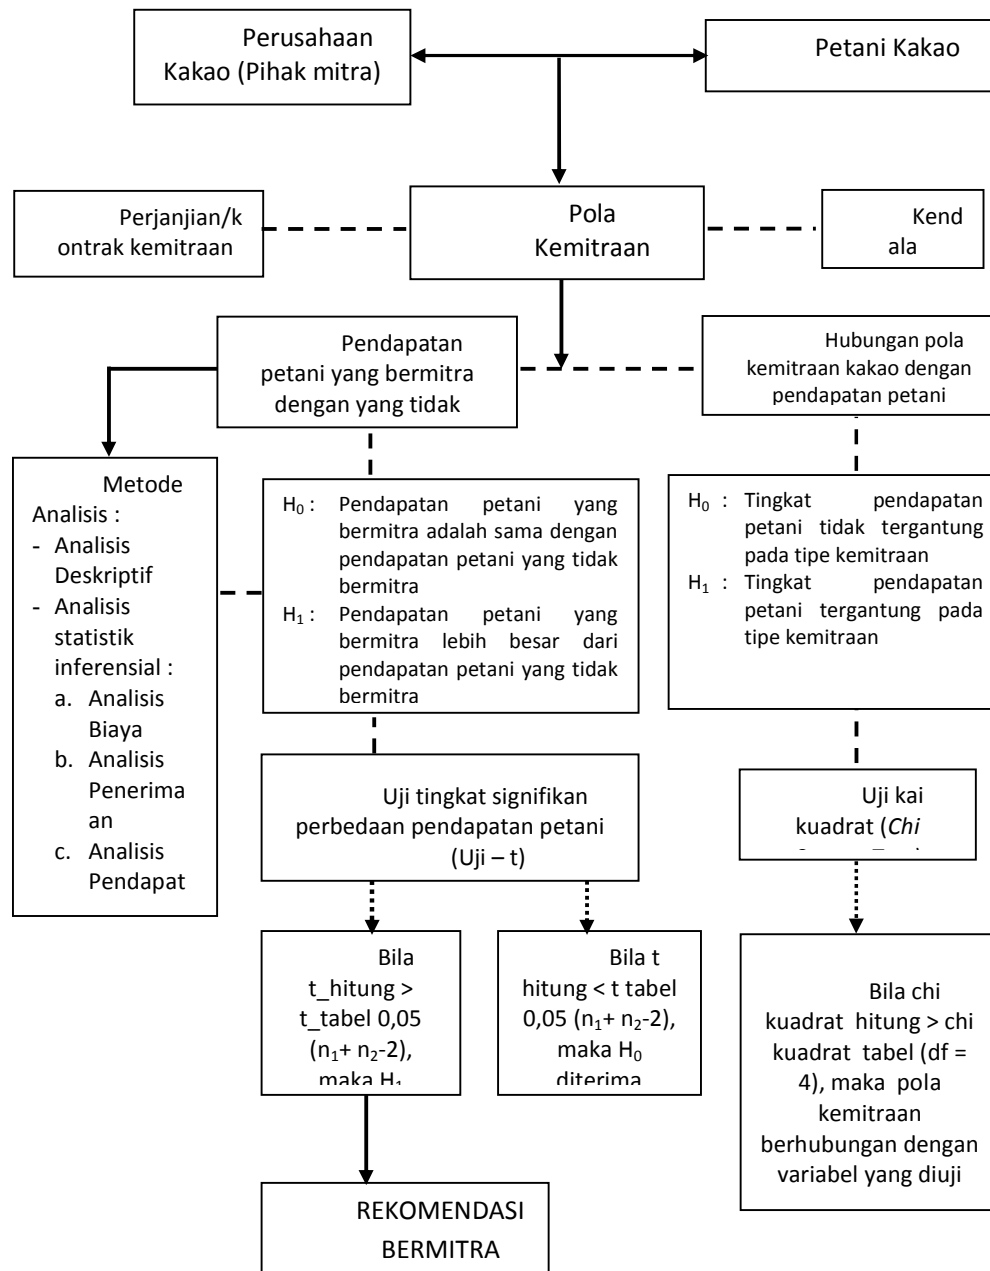 Perusahaan
Kakao (Pihak mitra)
Petani Kakao
Perjanjian/k
ontrak kemitraan
Pola
Kemitraan
Kend
ala
Pendapatan
petani yang bermitra
dengan yang tidak
Hubungan pola
kemitraan kakao dengan
pendapatan petani
Metode
Analisis :
- Analisis
Deskriptif
- Analisis
statistik
inferensial :
a. Analisis
Biaya
b. Analisis
Penerima
an
c. Analisis
Pendapat
H₀ : Pendapatan petani yang
bermitra adalah sama dengan
pendapatan petani yang tidak
bermitra
H₁ : Pendapatan petani yang
bermitra lebih besar dari
pendapatan petani yang tidak
bermitra
H₀ : Tingkat pendapatan
petani tidak tergantung
pada tipe kemitraan
H₁ : Tingkat pendapatan
petani tergantung pada
tipe kemitraan
Uji tingkat signifikan
perbedaan pendapatan petani
(Uji – t)
Uji kai
kuadrat (Chi
Bila
t_hitung >
t_tabel 0,05
(n₁+ n₂-2),
maka H₁
Bila t
hitung < t tabel
0,05 (n₁+ n₂-2),
maka H₀
diterima
Bila chi
kuadrat hitung > chi
kuadrat tabel (df =
4), maka pola
kemitraan
berhubungan dengan
variabel yang diuji
REKOMENDASI
BERMITRA